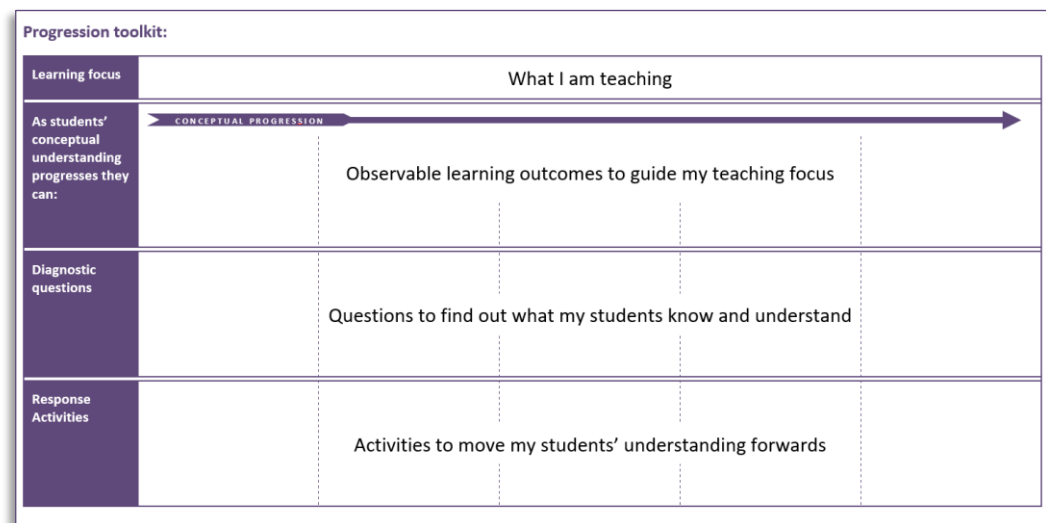 Progression toolkit:
Learning focus
What I am teaching
As students’
conceptual
understanding
progresses they
can:
CONCEPTUAL PROGRESSION
Observable learning outcomes to guide my teaching focus
Diagnostic
questions
Questions to find out what my students know and understand
Response
Activities
Activities to move my students’ understanding forwards